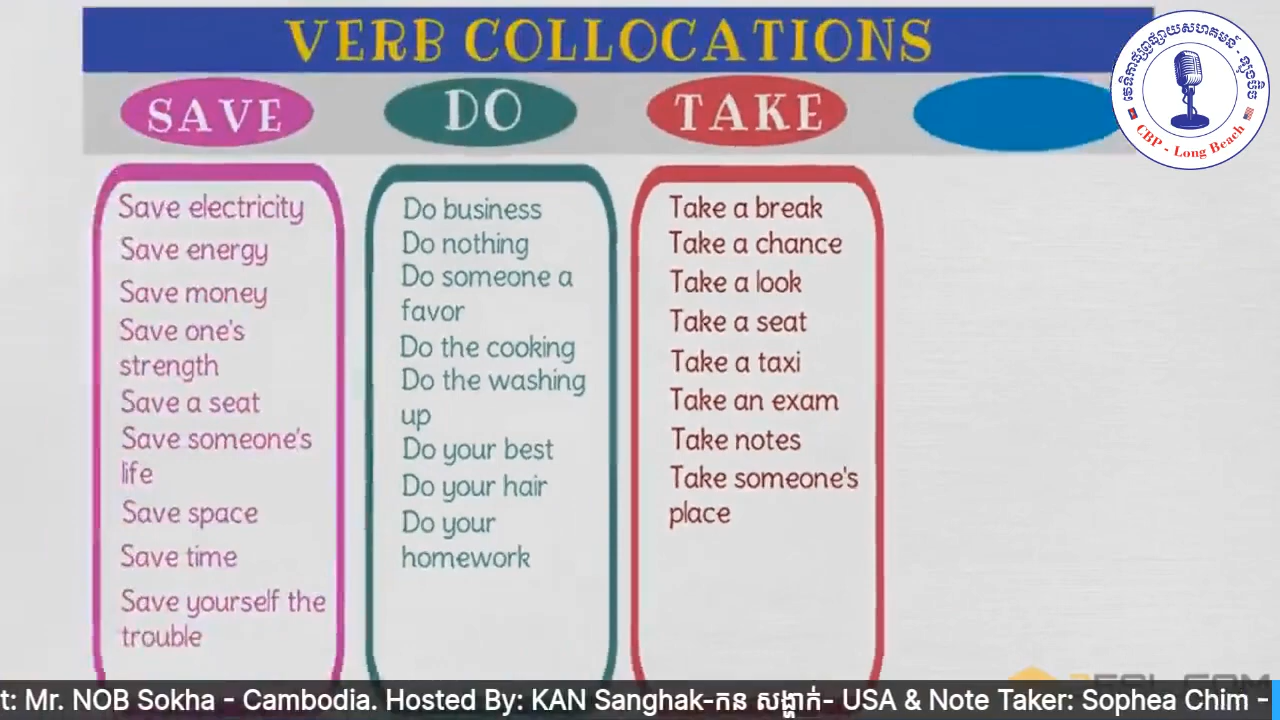 VERB COLLOCATIONS
SAVE
DO
TAKE
Save electricity
Save energy
Save money
Save one's
strength
Save a seat
Save someone's
life
Save space
Save time
Save yourself the
trouble
Do business
Do nothing
Do someone a
favor
Do the cooking
Do the washing
up
Do your best
Do your hair
Do your
homework
Take a break
Take a chance
Take a look
Take a seat
Take a taxi
Take an exam
Take notes
Take someone's
place
CBP - Long Beach
t: Mr. NOB Sokha - Cambodia. Hosted By: KAN Sanghak-កន សង្ហាក់- USA & Note Taker: Sophea Chim -